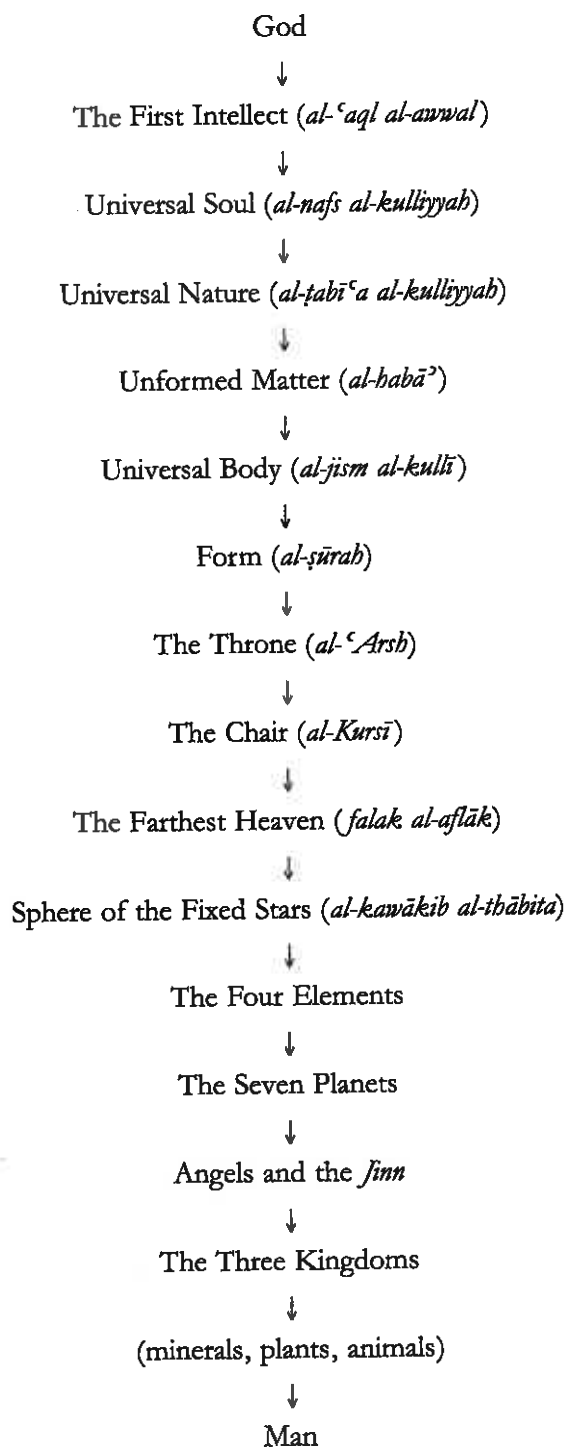 God
↓
The First Intellect (al-ʿaql al-awwal)
↓
Universal Soul (al-nafs al-kulliyyah)
↓
Universal Nature (al-ṭabīʿa al-kulliyyah)
↓
Unformed Matter (al-habāʾ)
↓
Universal Body (al-jism al-kullī)
↓
Form (al-ṣūrah)
↓
The Throne (al-ʿArsh)
↓
The Chair (al-Kursī)
↓
The Farthest Heaven (falak al-aflāk)
↓
Sphere of the Fixed Stars (al-kawākib al-thābita)
↓
The Four Elements
↓
The Seven Planets
↓
Angels and the Jinn
↓
The Three Kingdoms
↓
(minerals, plants, animals)
↓
Man